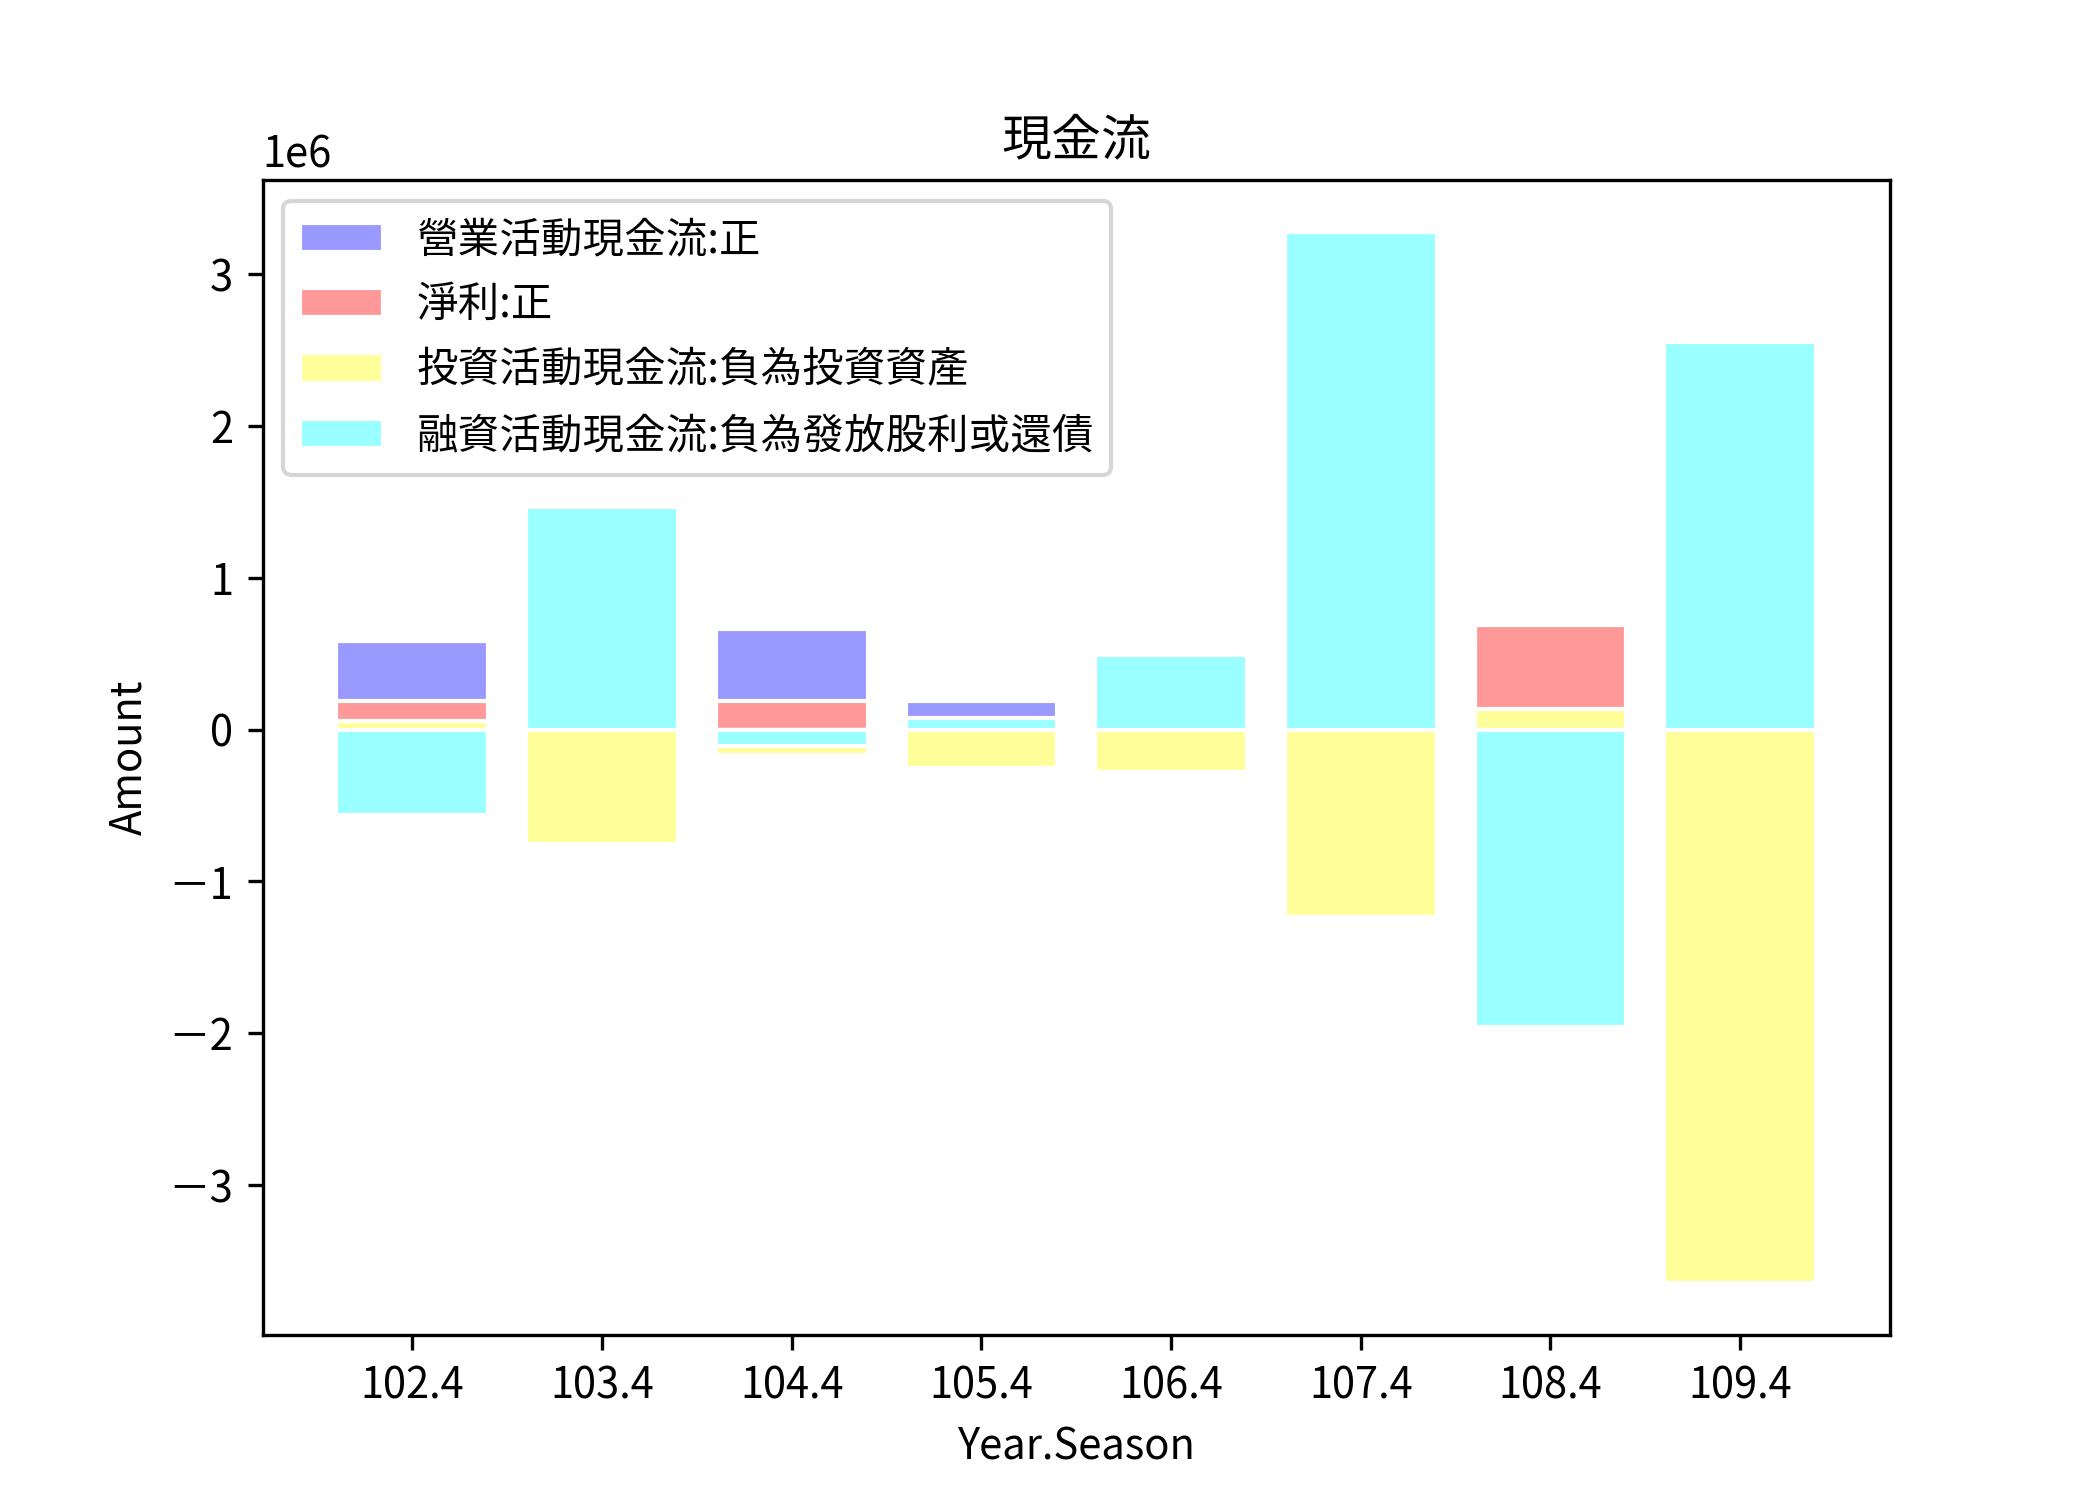 現金流
1e6
營業活動現金流:正
淨利:正
投資活動現金流:負為投資資產
融資活動現金流:負為發放股利或還債
3
2
1
0
−1
−2
−3
Amount
102.4 103.4 104.4 105.4 106.4 107.4 108.4 109.4
Year.Season